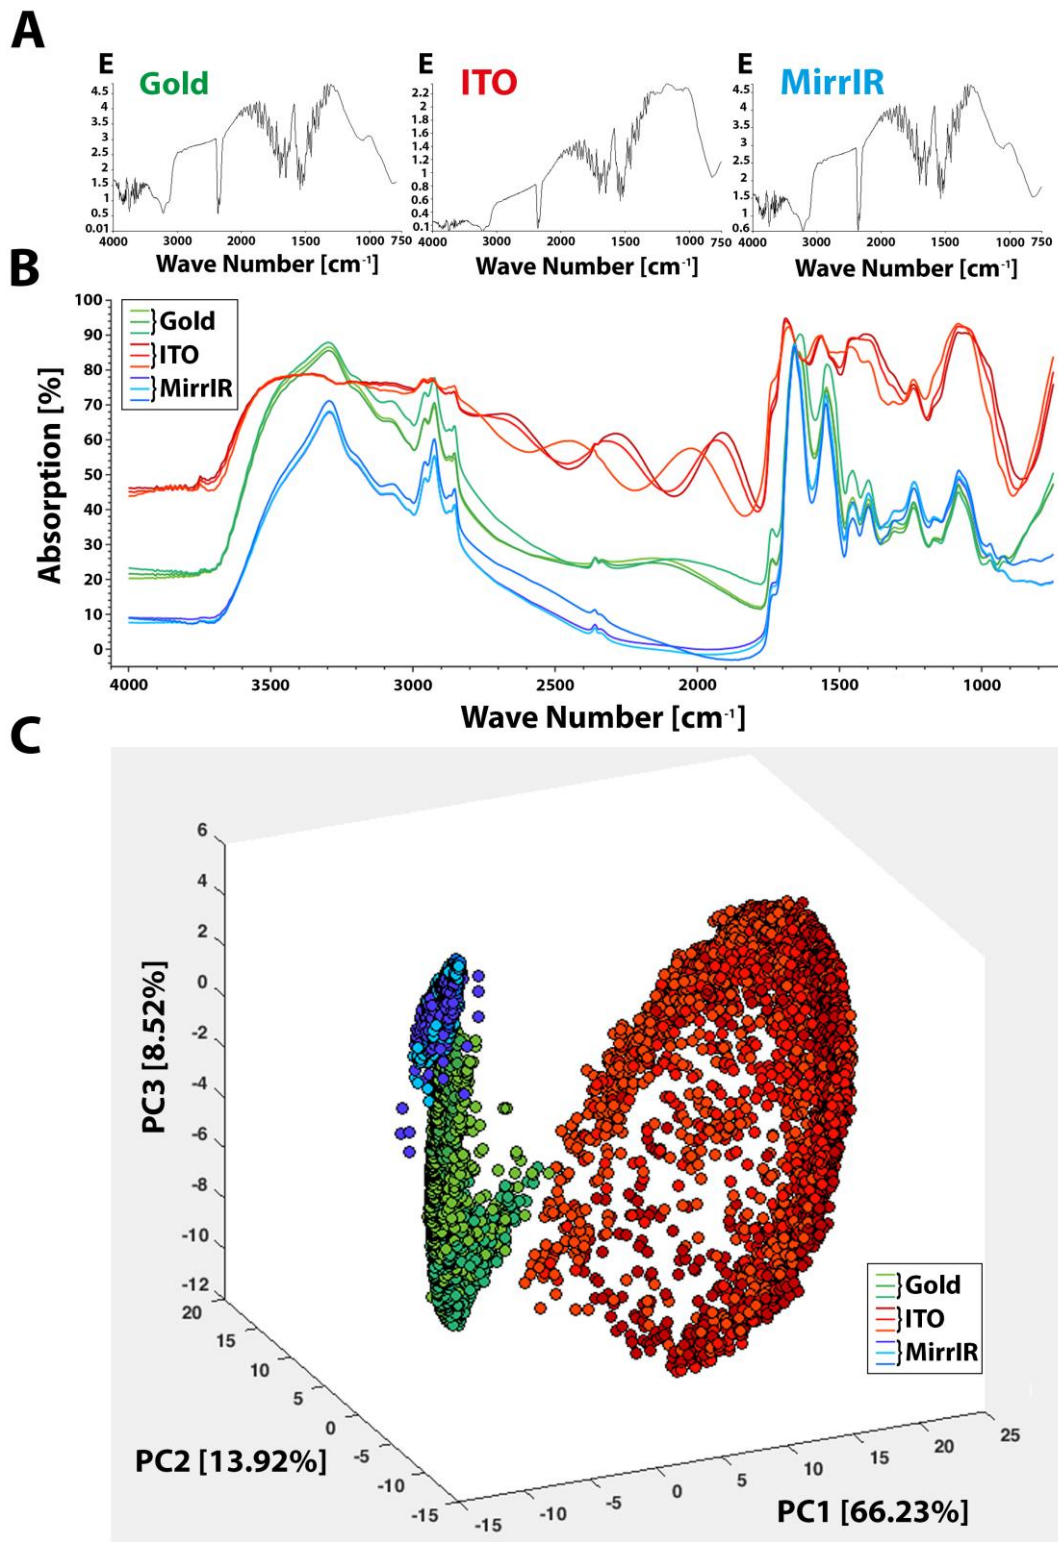 A
E Gold
4.5
4
3.5
3
2.5
2
1.5
1
0.5
0.01
4000 3000 2000 1500 1000 750
Wave Number [cm-1]
E ITO
2.2
2.0
1.8
1.6
1.4
1.2
1
0.8
0.6
0.4
0.1
4000 3000 2000 1500 1000 750
Wave Number [cm-1]
E MirrIR
4.5
4
3.5
3
2.5
2
1.5
1
0.6
4000 3000 2000 1500 1000 750
Wave Number [cm-1]
B
Absorption [%]
100
90
80
70
60
50
40
30
20
10
0
Gold
ITO
MirrIR
4000 3500 3000 2500 2000 1500 1000
Wave Number [cm-1]
C
PC3 [8.52%]
6
4
2
0
-2
-4
-6
-8
-10
-12
20
15
10
5
0
-5
-10
-15
PC2 [13.92%]
-15 -10 -5 0 5 10 15 20 25
PC1 [66.23%]
Gold
ITO
MirrIR